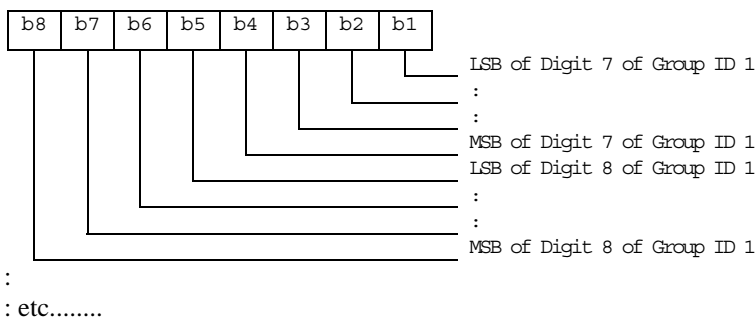 b8 b7 b6 b5 b4 b3 b2 b1
LSB of Digit 7 of Group ID 1
:
:
MSB of Digit 7 of Group ID 1
LSB of Digit 8 of Group ID 1
:
:
MSB of Digit 8 of Group ID 1
:
: etc........